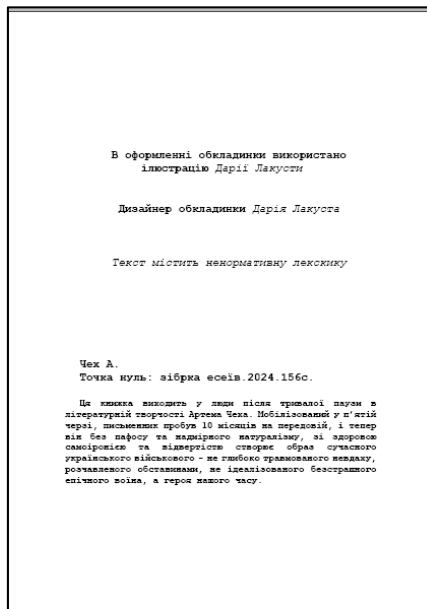 В оформленні обкладинки використано
ілюстрацію Дарії Лакусти
Дизайнер обкладинки Дарія Лакуста
Текст містить ненормативну лексику
Чех А.
Точка нуль: збірка есеїв.2024.156с.
Ця книжка виходить у люди після тривалої паузи в
літературній творчості Артема Чеха. Мобілізований у п'ятій
черзі, письменник пробув 10 місяців на передовій, і тепер
він без пафосу та надмірного натуралізму, зі здоровою
самоіронією та відвертістю створює образ сучасного
українського військового - не глибоко травмованого невдаху,
розчавленого обставинами, не ідеалізованого безстрашного
епічного воїна, а героя нашого часу.